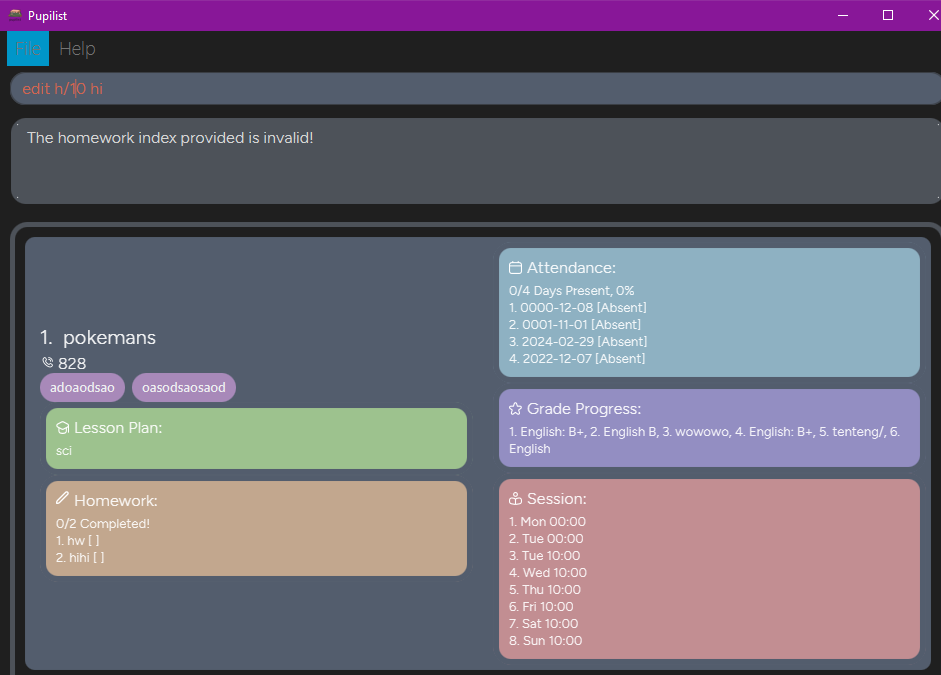 Pupilist
File Help
edit h/10 hi
The homework index provided is invalid!
1. pokemans
828
adoaodsao oasodsaosaod
Lesson Plan:
sci
Homework:
0/2 Completed!
1. hw [ ]
2. hihi [ ]
Attendance:
0/4 Days Present, 0%
1. 0000-12-08 [Absent]
2. 0001-11-01 [Absent]
3. 2024-02-29 [Absent]
4. 2022-12-07 [Absent]
Grade Progress:
1. English: B+, 2. English B, 3. wowowo, 4. English: B+, 5. tenteng/, 6.
English
Session:
1. Mon 00:00
2. Tue 00:00
3. Tue 10:00
4. Wed 10:00
5. Thu 10:00
6. Fri 10:00
7. Sat 10:00
8. Sun 10:00